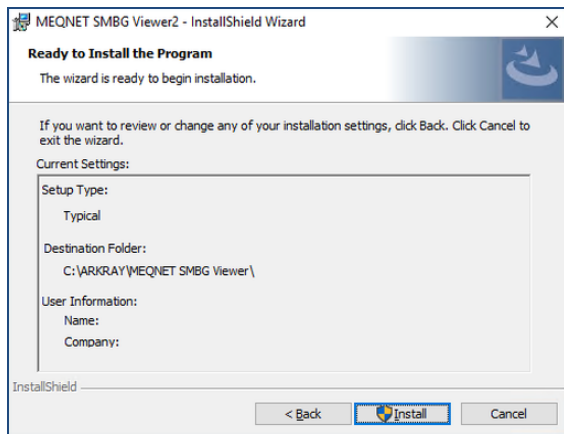 MEQNET SMBG Viewer2 - InstallShield Wizard
Ready to Install the Program
The wizard is ready to begin installation.
If you want to review or change any of your installation settings, click Back. Click Cancel to
exit the wizard.
Current Settings:
Setup Type:
Typical
Destination Folder:
C:\ARKRAY\MEQNET SMBG Viewer\
User Information:
Name:
Company:
InstallShield
< Back
Install
Cancel